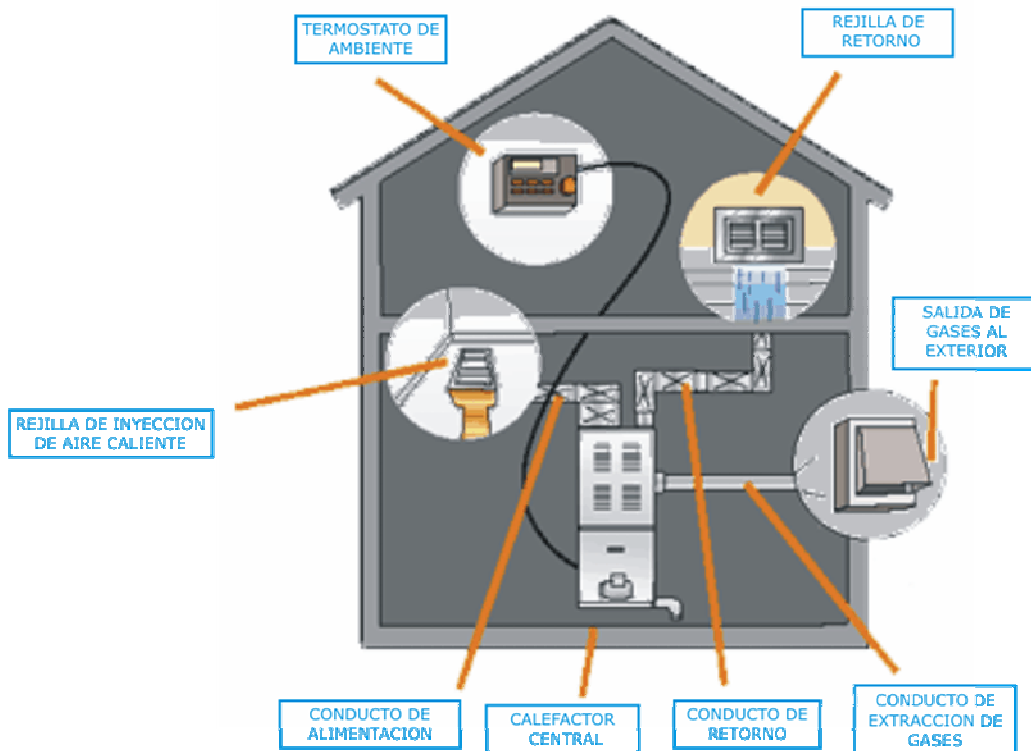 TERMOSTATO DE
AMBIENTE
REJILLA DE
RETORNO
SALIDA DE
GASES AL
EXTERIOR
REJILLA DE INYECCION
DE AIRE CALIENTE
CONDUCTO DE
ALIMENTACION
CALEFACTOR
CENTRAL
CONDUCTO DE
RETORNO
CONDUCTO DE
EXTRACCION DE
GASES